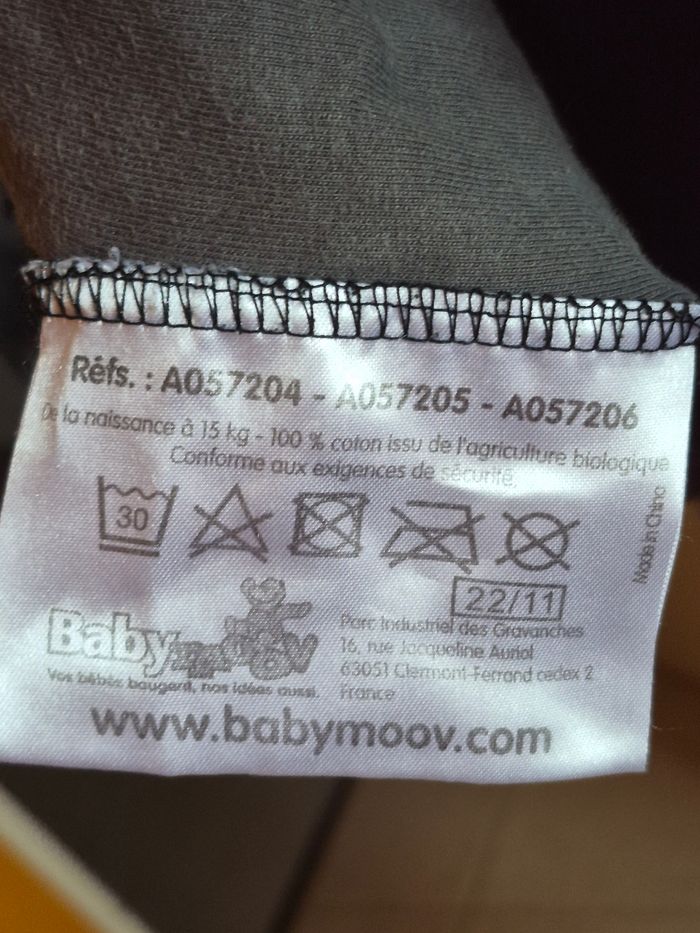 Réfs. : A057204 - A057205 - A057206
De la naissance à 15 kg - 100 % coton issu de l'agriculture biologique
Conforme aux exigences de sécurité.
Made in China
30
22/11
Babymoov
Vos bébés bougent, nos idées aussi.
Parc Industriel des Gravanches
16, rue Jacqueline Auriol
63051 Clermont-Ferrand cedex 2
France
www.babymoov.com